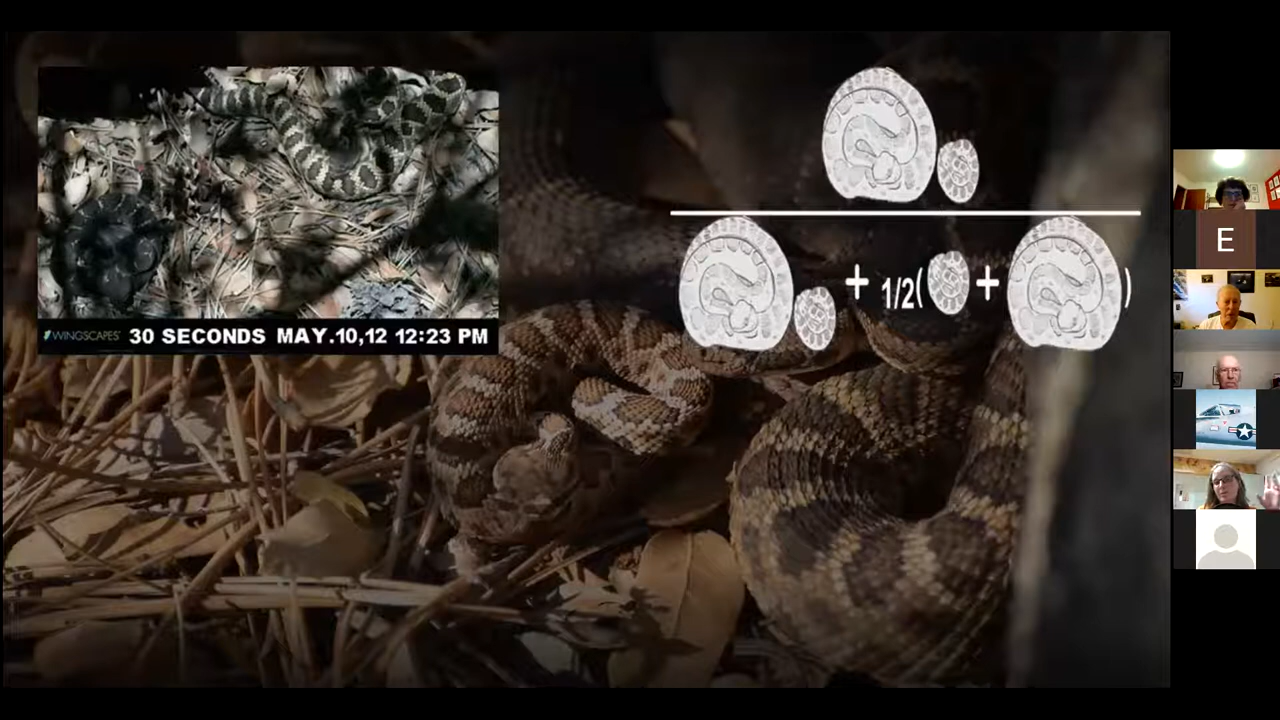 WINGSCAPES 30 SECONDS MAY.10,12 12:23 PM
+ 1/2( + )
E